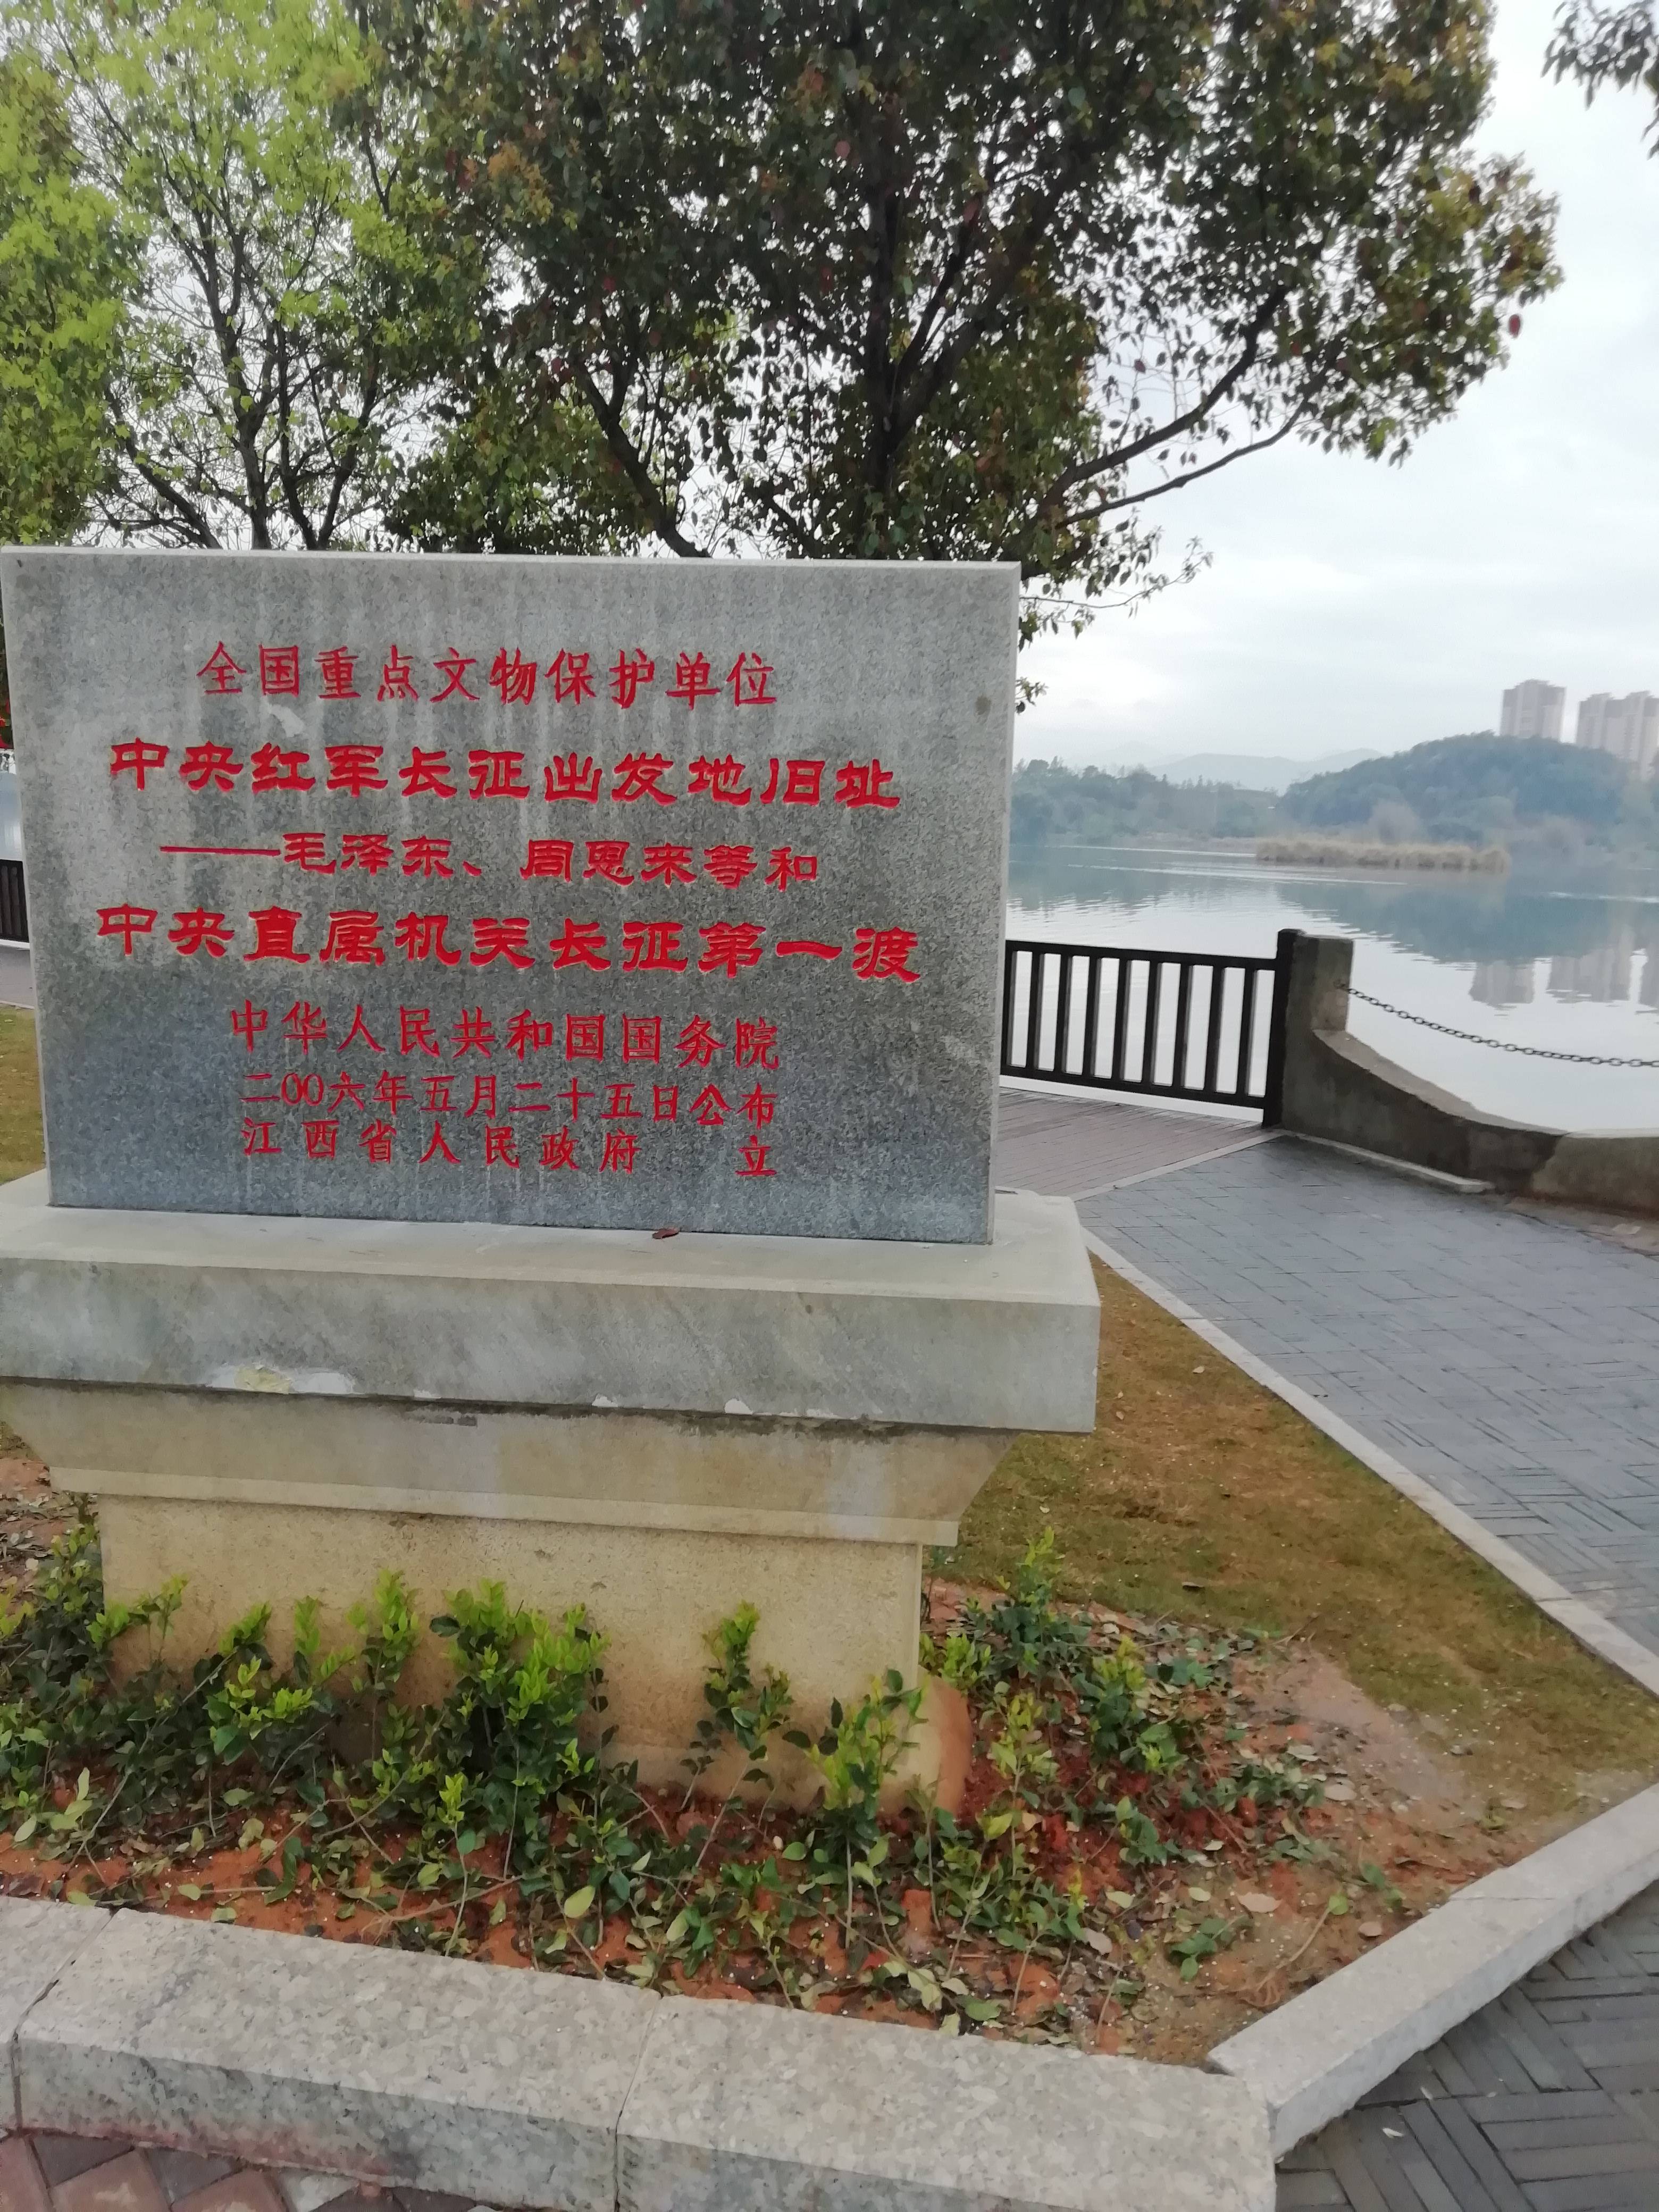 全国重点文物保护单位
中央红军长征出发地旧址
——毛泽东、周恩来等和
中央直属机关长征第一渡
中华人民共和国国务院
二00六年五月二十五日公布
江西省人民政府 立